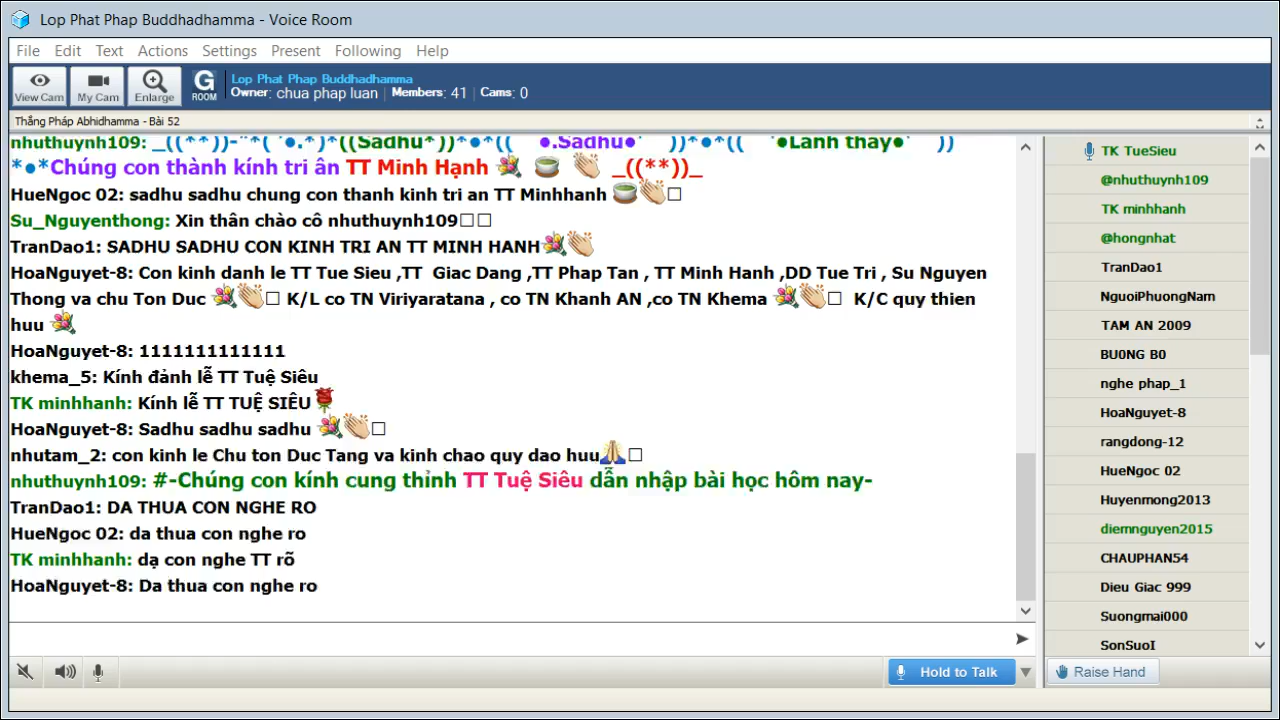 Lop Phat Phap Buddhadhamma - Voice Room
File Edit Text Actions Settings Present Following Help
View Cam My Cam Enlarge G ROOM
Lop Phat Phap Buddhadhamma
Owner: chua phap luan Members: 41 Cams: 0
Thắng Pháp Abhidhamma - Bài 52
nhuthuynh109: _((**))-"*( ´●.*)*((Sadhu*))*●*(( ●.Sadhu●´ ))*●*(( ´●Lanh thay●´ ))
*●*Chúng con thành kính tri ân TT Minh Hạnh 💐 🍵 👏 _((**))_
HueNgoc 02: sadhu sadhu chung con thanh kinh tri an TT Minhhanh 🍵👏□
Su_Nguyenthong: Xin thân chào cô nhuthuynh109□□
TranDao1: SADHU SADHU CON KINH TRI AN TT MINH HANH💐👏
HoaNguyet-8: Con kinh danh le TT Tue Sieu ,TT Giac Dang ,TT Phap Tan , TT Minh Hanh ,DD Tue Tri , Su Nguyen
Thong va chu Ton Duc 💐👏□ K/L co TN Viriyaratana , co TN Khanh AN ,co TN Khema 💐👏□ K/C quy thien
huu 💐
HoaNguyet-8: 1111111111111
khema_5: Kính đảnh lễ TT Tuệ Siêu
TK minhhanh: Kính lễ TT TUỆ SIÊU🌹
HoaNguyet-8: Sadhu sadhu sadhu 💐👏□
nhutam_2: con kinh le Chu ton Duc Tang va kinh chao quy dao huu🙏□
nhuthuynh109: #-Chúng con kính cung thỉnh TT Tuệ Siêu dẫn nhập bài học hôm nay-
TranDao1: DA THUA CON NGHE RO
HueNgoc 02: da thua con nghe ro
TK minhhanh: dạ con nghe TT rõ
HoaNguyet-8: Da thua con nghe ro
Hold to Talk
TK TueSieu
@nhuthuynh109
TK minhhanh
@hongnhat
TranDao1
NguoiPhuongNam
TAM AN 2009
BU0NG B0
nghe phap_1
HoaNguyet-8
rangdong-12
HueNgoc 02
Huyenmong2013
diemnguyen2015
CHAUPHAN54
Dieu Giac 999
Suongmai000
SonSuoI
Raise Hand